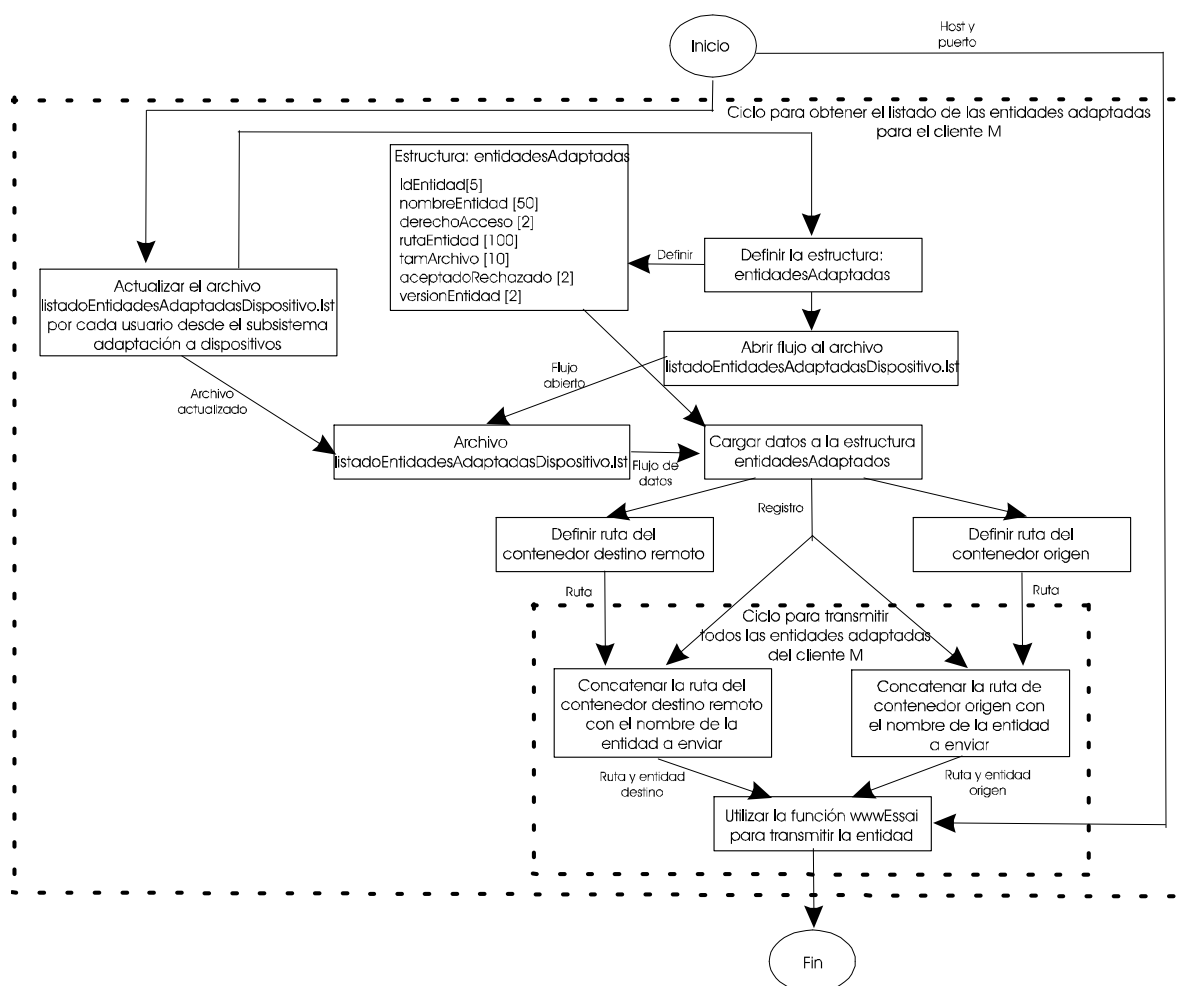 Inicio
Host y
puerto
Ciclo para obtener el listado de las entidades adaptadas
para el cliente M
Estructura: entidadesAdaptadas
IdEntidad[5]
nombreEntidad [50]
derechoAcceso [2]
rutaEntidad [100]
tamArchivo [10]
aceptadoRechazado [2]
versionEntidad [2]
Definir
Definir la estructura:
entidadesAdaptadas
Actualizar el archivo
listadoEntidadesAdaptadasDispositivo.lst
por cada usuario desde el subsistema
adaptación a dispositivos
Abrir flujo al archivo
listadoEntidadesAdaptadasDispositivo.lst
Flujo
abierto
Archivo
actualizado
Archivo
listadoEntidadesAdaptadasDispositivo.lst
Flujo de
datos
Cargar datos a la estructura
entidadesAdaptados
Registro
Definir ruta del
contenedor destino remoto
Definir ruta del
contenedor origen
Ruta
Ruta
Ciclo para transmitir
todos las entidades adaptadas
del cliente M
Concatenar la ruta del
contenedor destino remoto
con el nombre de la
entidad a enviar
Concatenar la ruta de
contenedor origen con
el nombre de la entidad
a enviar
Ruta y entidad
destino
Ruta y entidad
origen
Utilizar la función wwwEssai
para transmitir la entidad
Fin